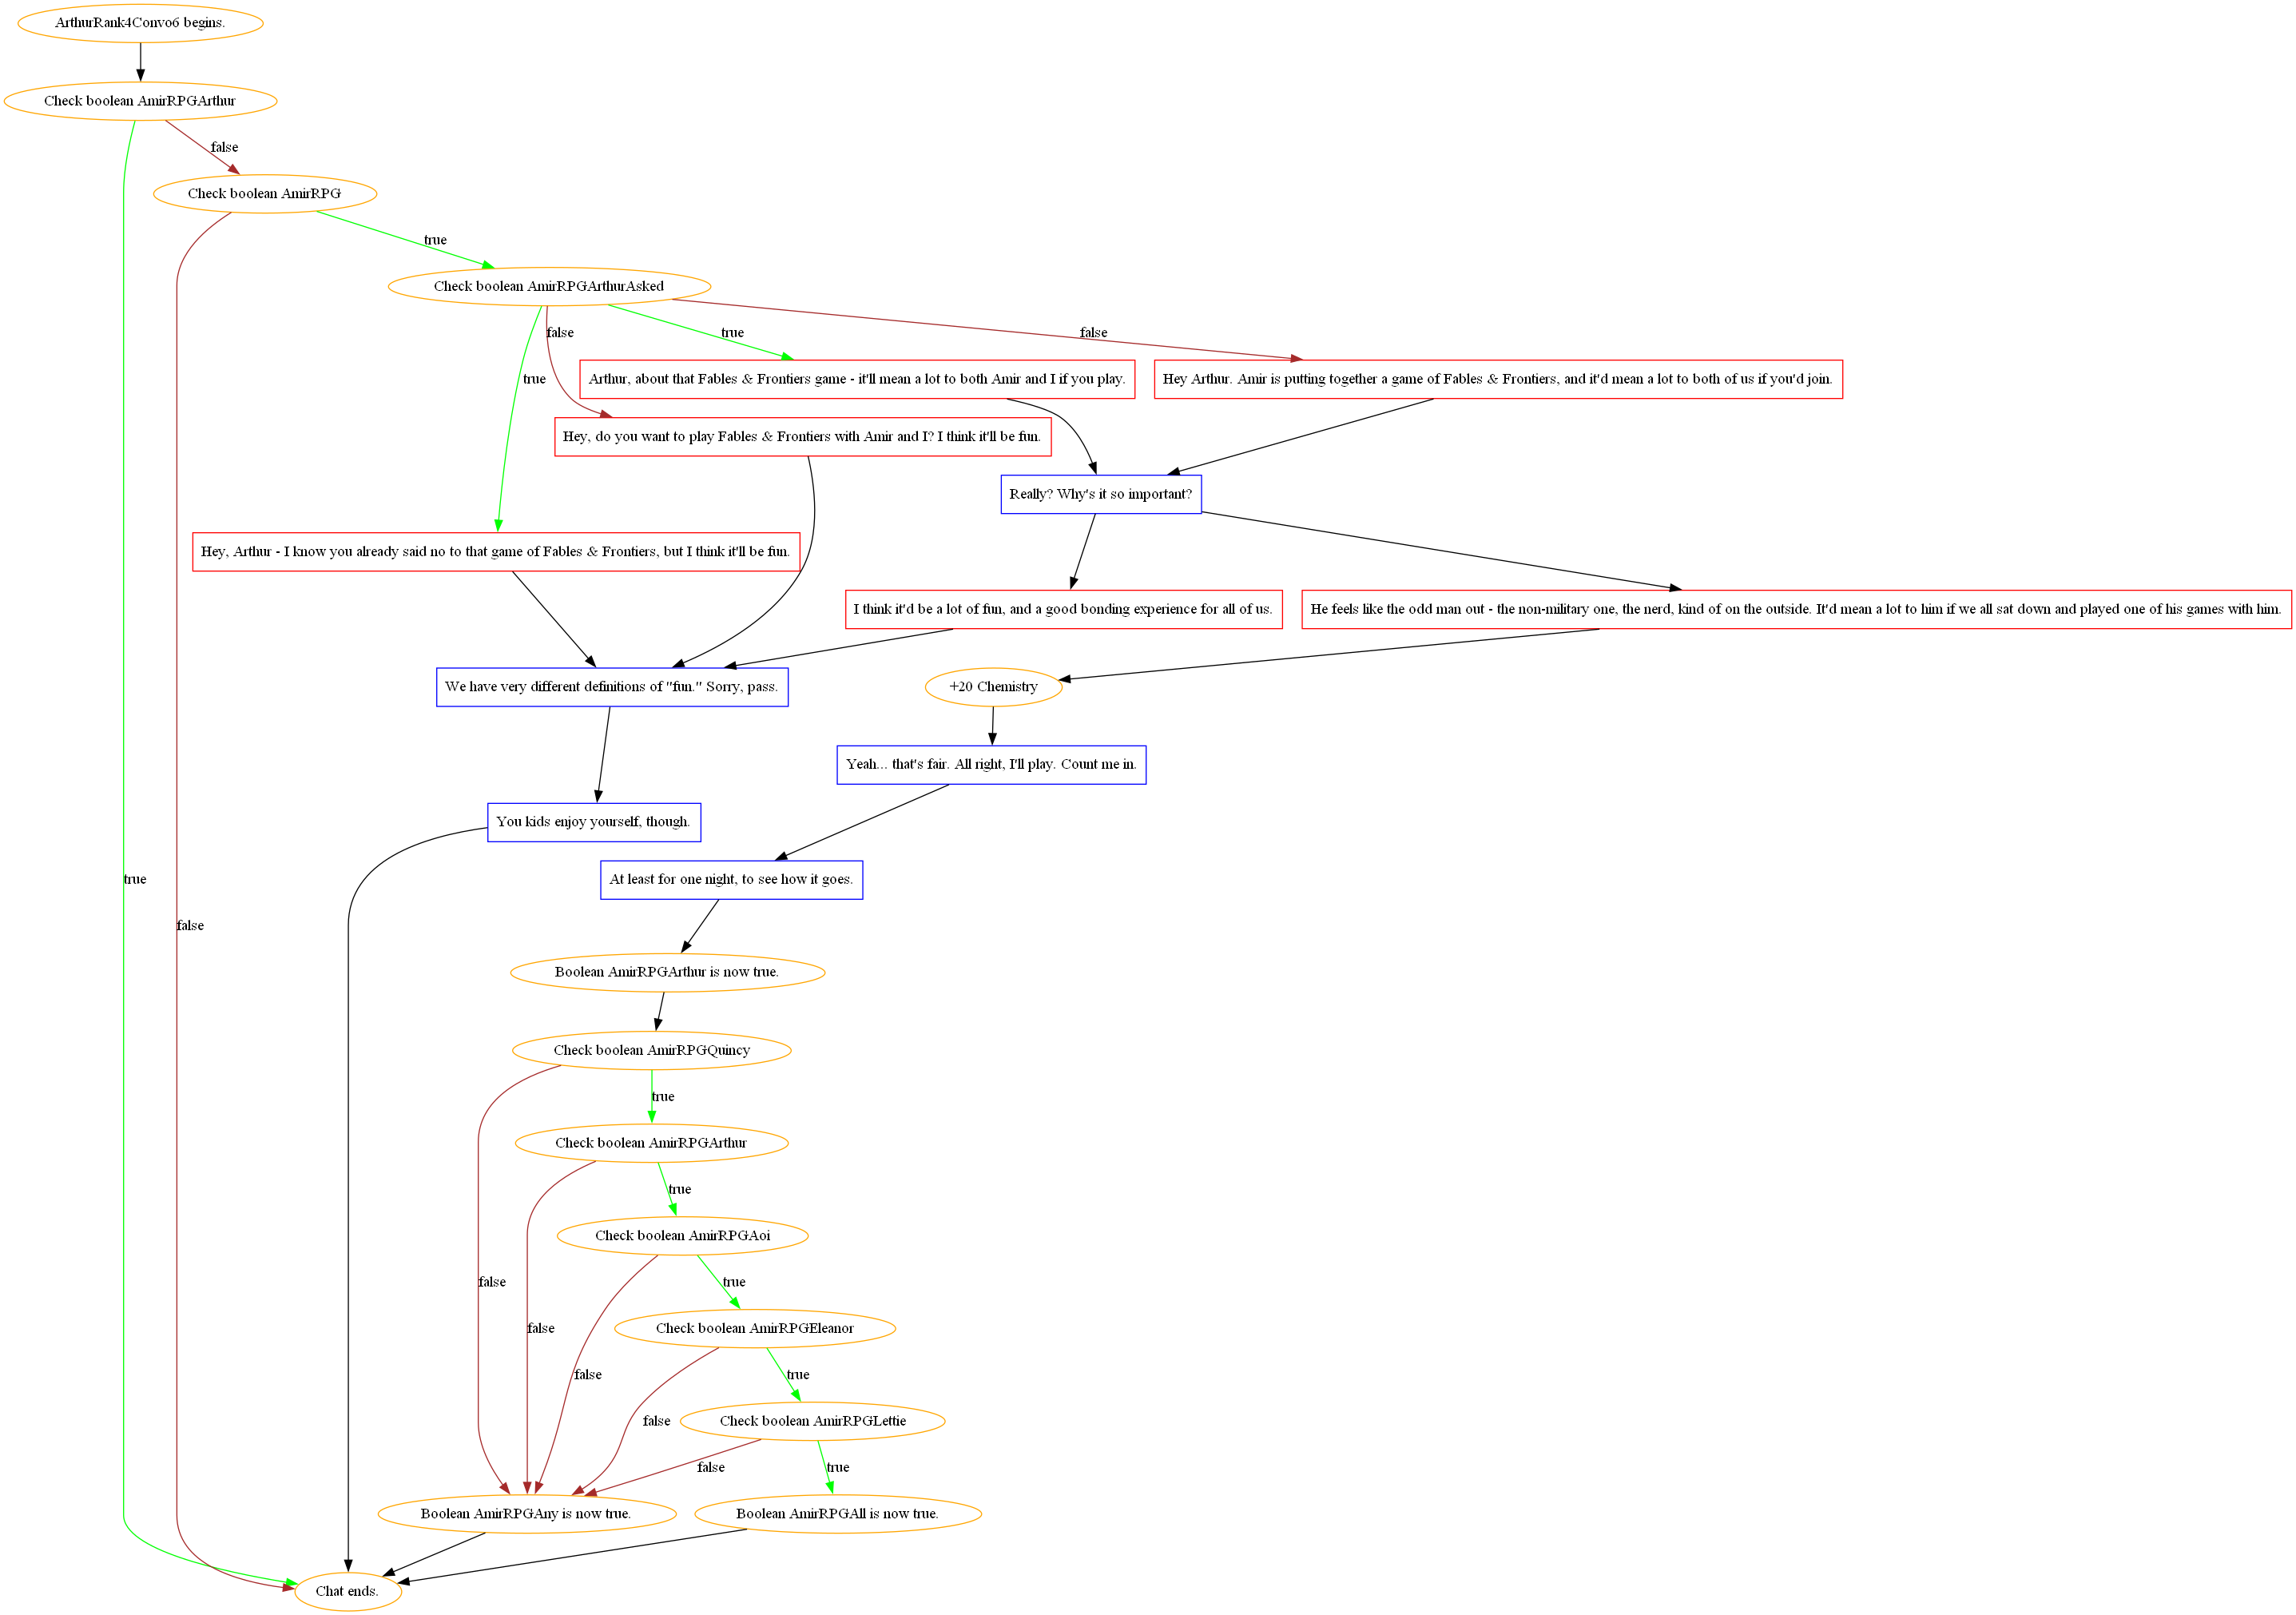 ArthurRank4Convo6 begins.
Check boolean AmirRPGArthur
false
Check boolean AmirRPG
true
Check boolean AmirRPGArthurAsked
false
true
false
true
Arthur, about that Fables & Frontiers game - it'll mean a lot to both Amir and I if you play.
Hey Arthur. Amir is putting together a game of Fables & Frontiers, and it'd mean a lot to both of us if you'd join.
Hey, do you want to play Fables & Frontiers with Amir and I? I think it'll be fun.
Really? Why's it so important?
Hey, Arthur - I know you already said no to that game of Fables & Frontiers, but I think it'll be fun.
I think it'd be a lot of fun, and a good bonding experience for all of us.
He feels like the odd man out - the non-military one, the nerd, kind of on the outside. It'd mean a lot to him if we all sat down and played one of his games with him.
We have very different definitions of "fun." Sorry, pass.
+20 Chemistry
Yeah... that's fair. All right, I'll play. Count me in.
You kids enjoy yourself, though.
true
At least for one night, to see how it goes.
false
Boolean AmirRPGArthur is now true.
Check boolean AmirRPGQuincy
true
Check boolean AmirRPGArthur
true
Check boolean AmirRPGAoi
false
true
false
Check boolean AmirRPGEleanor
false
true
false
Check boolean AmirRPGLettie
false
true
Boolean AmirRPGAny is now true.
Boolean AmirRPGAll is now true.
Chat ends.